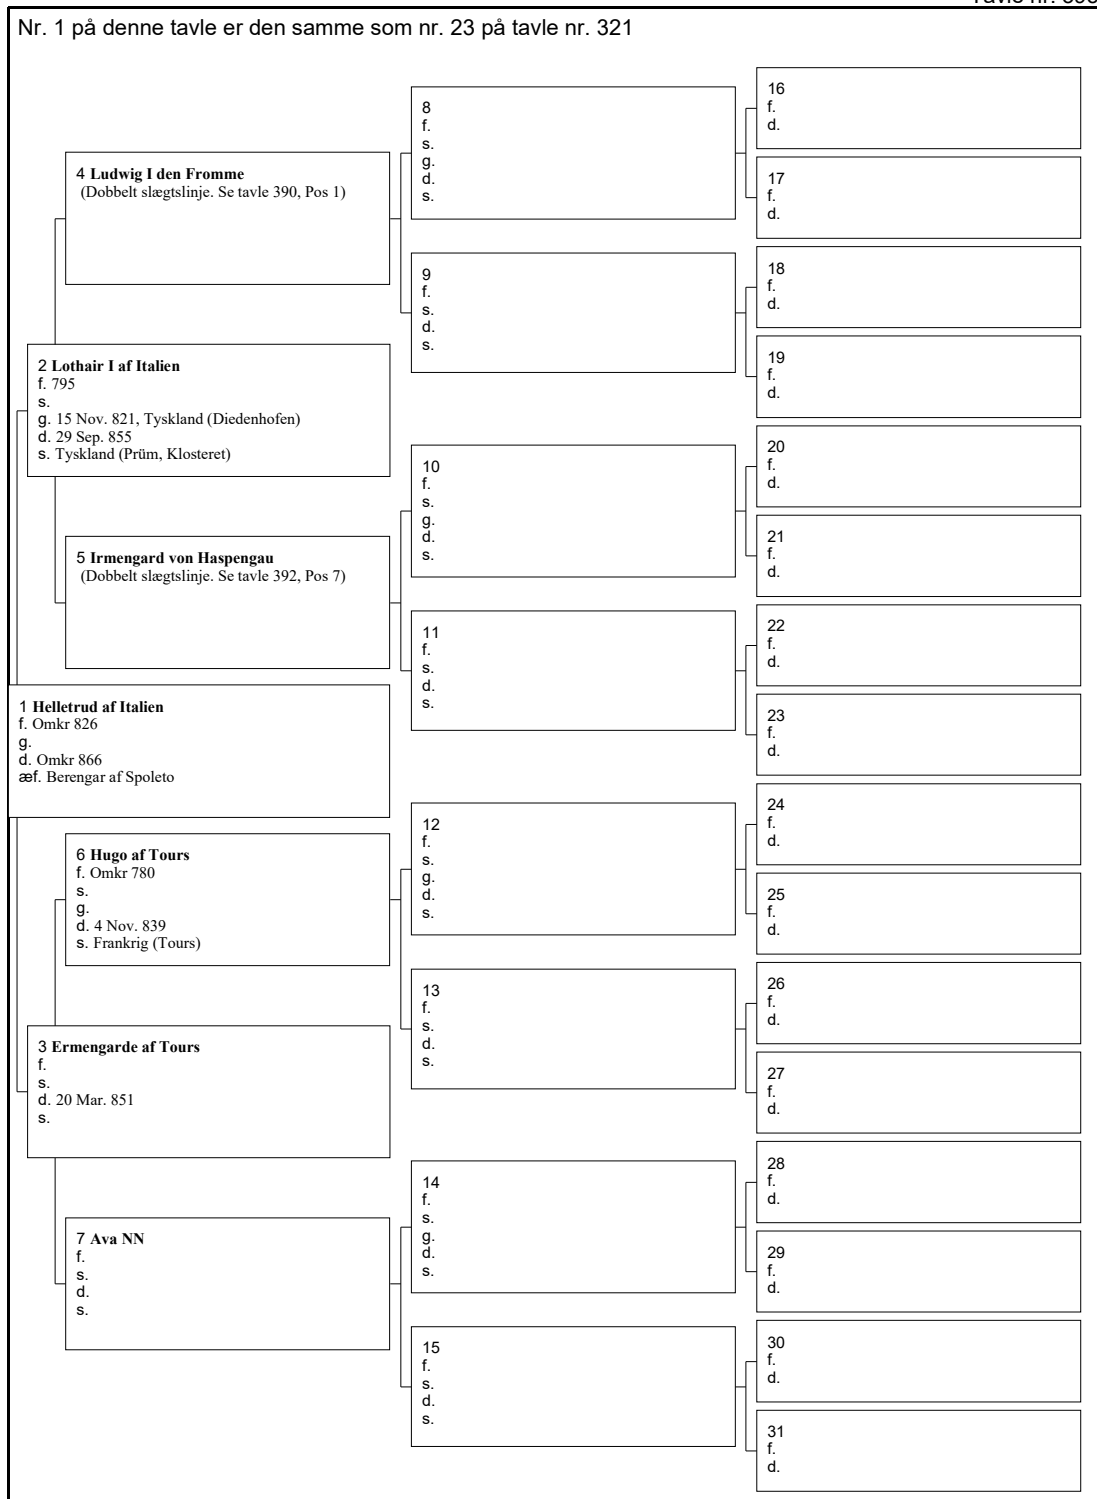 Nr. 1 på denne tavle er den samme som nr. 23 på tavle nr. 321
1 Helletrud af Italien
f. Omkr 826
g.
d. Omkr 866
æf. Berengar af Spoleto
2 Lothair I af Italien
f. 795
s.
g. 15 Nov. 821, Tyskland (Diedenhofen)
d. 29 Sep. 855
s. Tyskland (Prüm, Klosteret)
3 Ermengarde af Tours
f.
s.
d. 20 Mar. 851
s.
4 Ludwig I den Fromme
(Dobbelt slægtslinje. Se tavle 390, Pos 1)
5 Irmengard von Haspengau
(Dobbelt slægtslinje. Se tavle 392, Pos 7)
6 Hugo af Tours
f. Omkr 780
s.
g.
d. 4 Nov. 839
s. Frankrig (Tours)
7 Ava NN
f.
s.
d.
s.
8
f.
s.
g.
d.
s.
9
f.
s.
d.
s.
10
f.
s.
g.
d.
s.
11
f.
s.
d.
s.
12
f.
s.
g.
d.
s.
13
f.
s.
d.
s.
14
f.
s.
g.
d.
s.
15
f.
s.
d.
s.
16
f.
d.
17
f.
d.
18
f.
d.
19
f.
d.
20
f.
d.
21
f.
d.
22
f.
d.
23
f.
d.
24
f.
d.
25
f.
d.
26
f.
d.
27
f.
d.
28
f.
d.
29
f.
d.
30
f.
d.
31
f.
d.